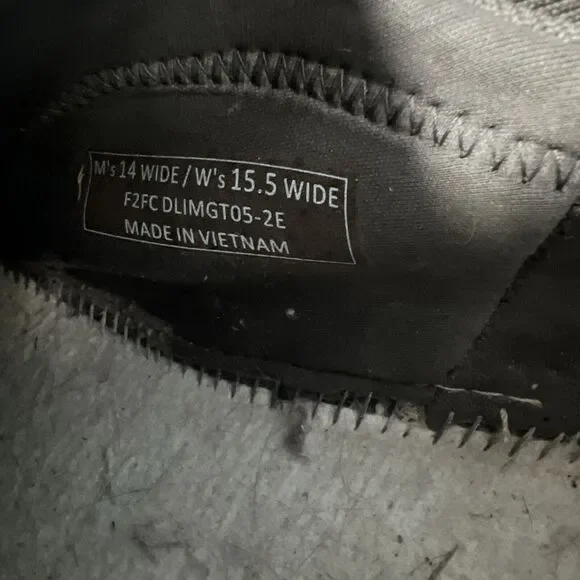 M's 14 WIDE / W's 15.5 WIDE
F2FC DLIMGT05-2E
MADE IN VIETNAM